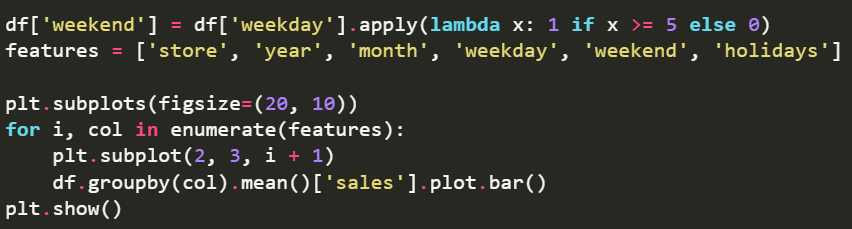 df['weekend'] = df['weekday'].apply(lambda x: 1 if x >= 5 else 0)
features = ['store', 'year', 'month', 'weekday', 'weekend', 'holidays']

plt.subplots(figsize=(20, 10))
for i, col in enumerate(features):
    plt.subplot(2, 3, i + 1)
    df.groupby(col).mean()['sales'].plot.bar()
plt.show()